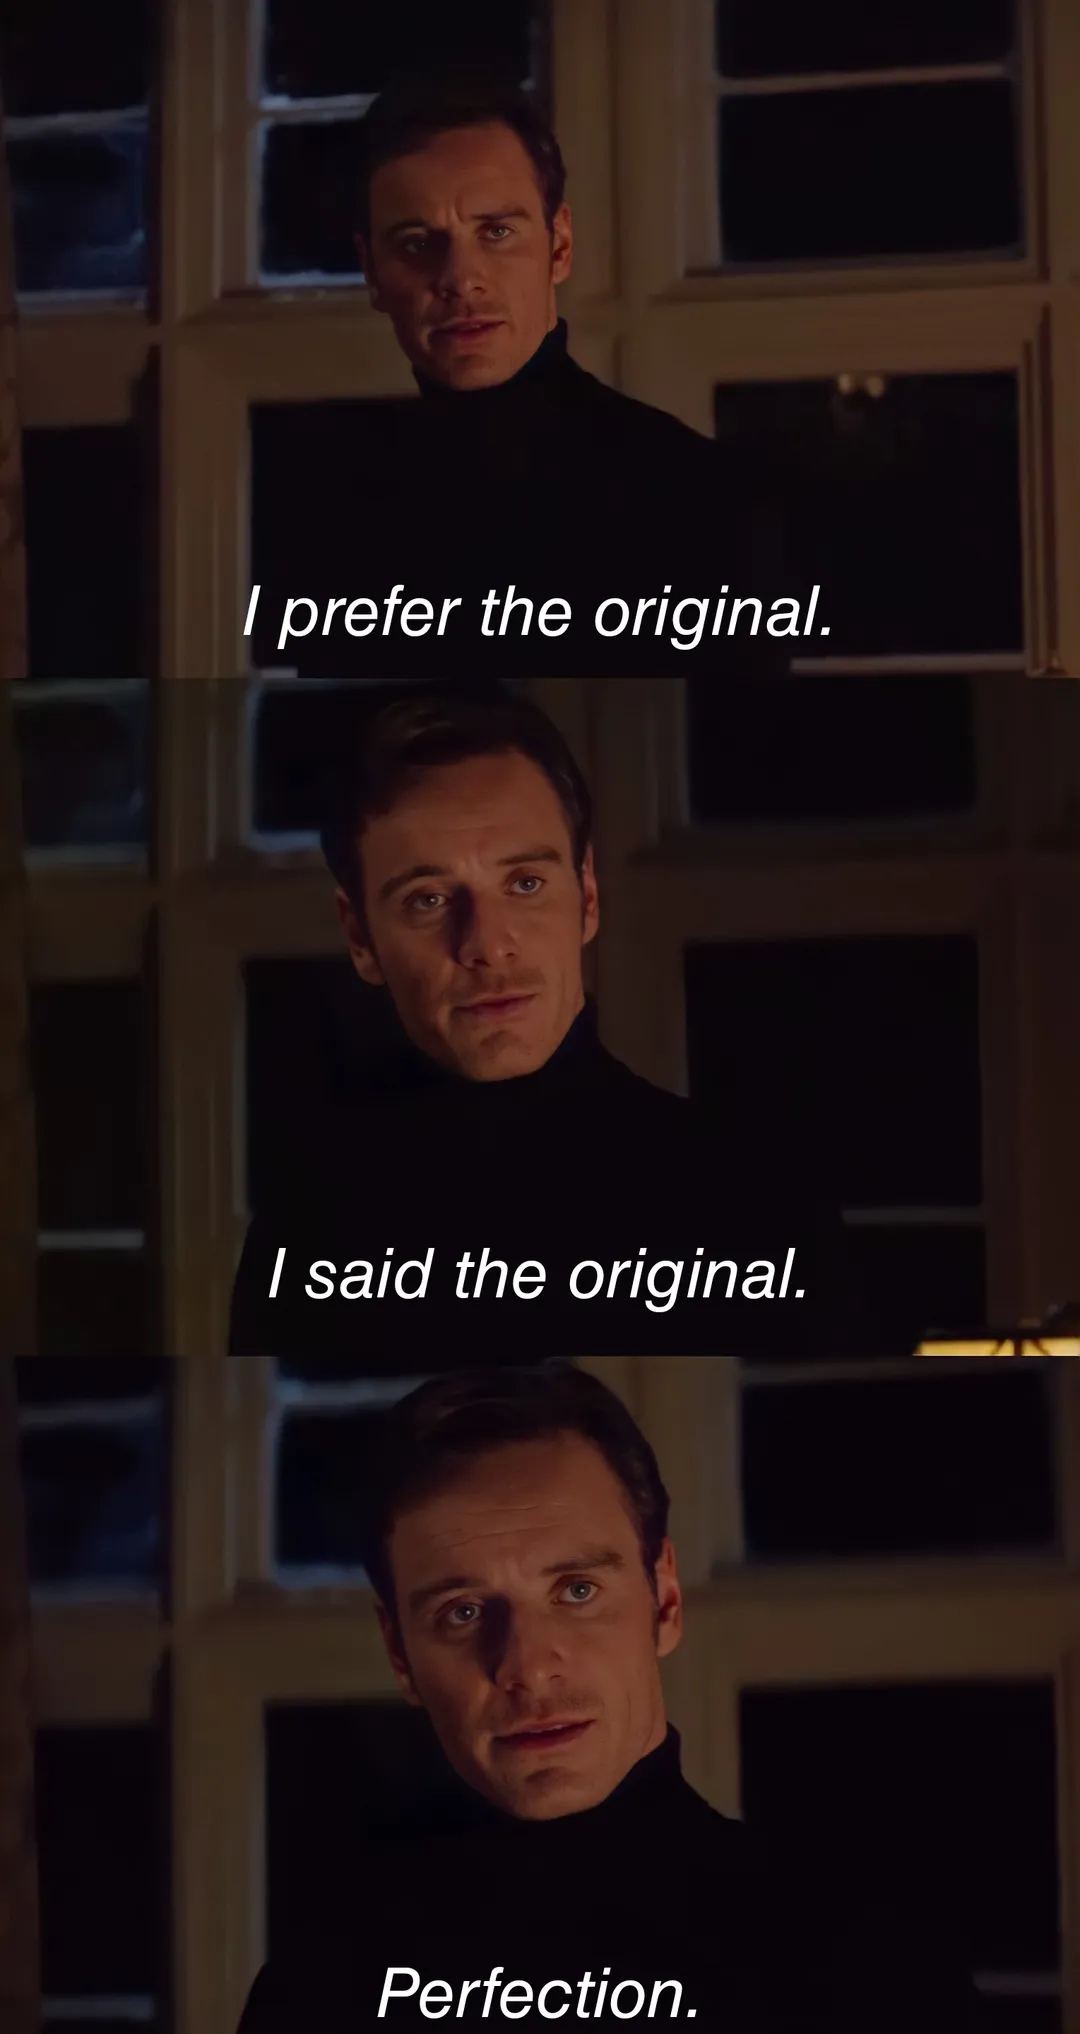 I prefer the original.
I said the original.
Perfection.